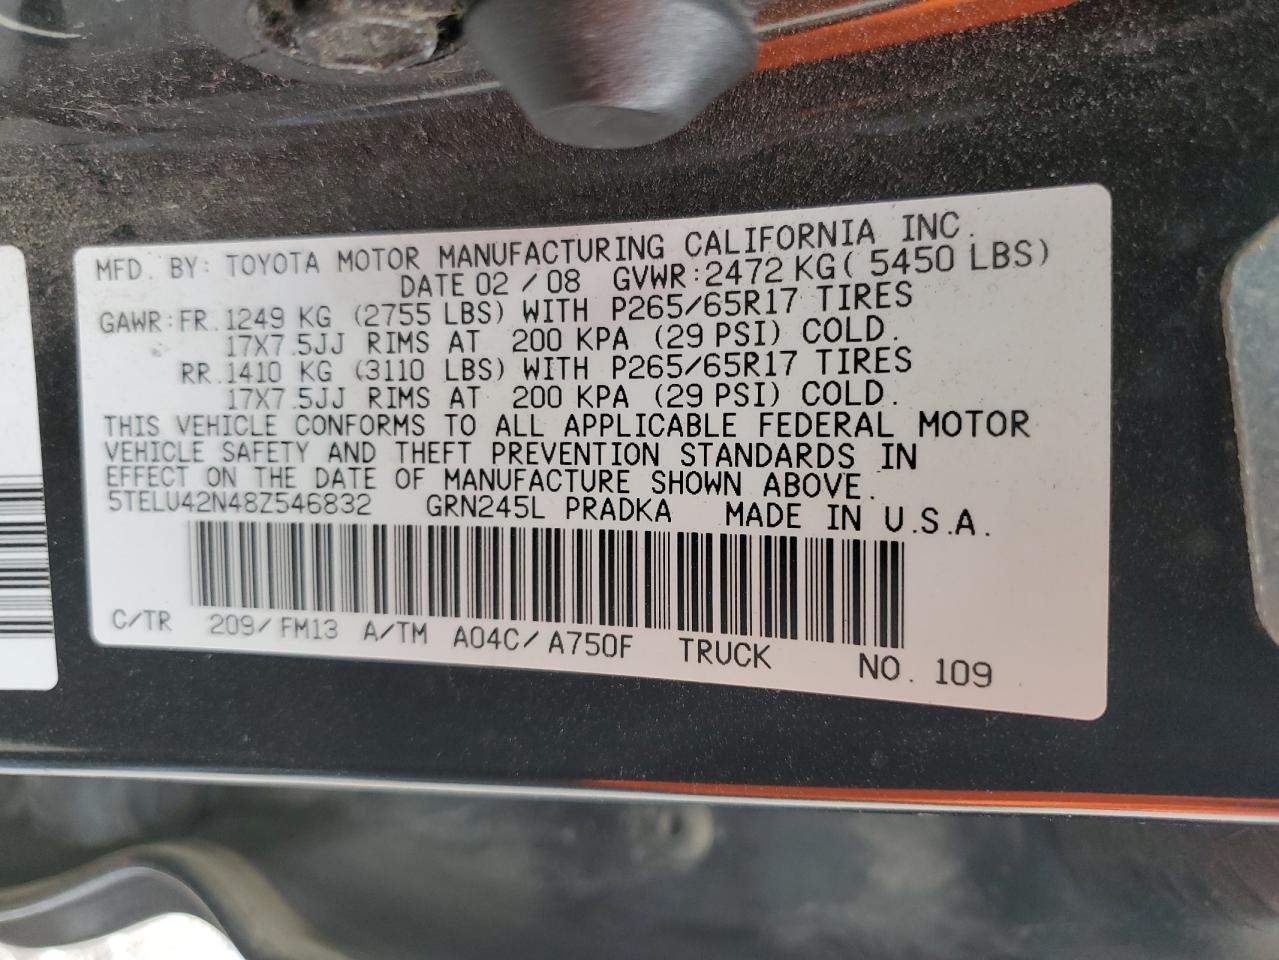 MFD. BY: TOYOTA MOTOR MANUFACTURING CALIFORNIA INC.
DATE 02 / 08 GVWR: 2472 KG ( 5450 LBS)
GAWR: FR. 1249 KG (2755 LBS) WITH P265/65R17 TIRES
17X7.5JJ RIMS AT 200 KPA (29 PSI) COLD.
RR. 1410 KG (3110 LBS) WITH P265/65R17 TIRES
17X7.5JJ RIMS AT 200 KPA (29 PSI) COLD.
THIS VEHICLE CONFORMS TO ALL APPLICABLE FEDERAL MOTOR
VEHICLE SAFETY AND THEFT PREVENTION STANDARDS IN
EFFECT ON THE DATE OF MANUFACTURE SHOWN ABOVE.
5TELU42N48Z546832 GRN245L PRADKA MADE IN U.S.A.
C/TR 209/FM13 A/TM A04C/A750F TRUCK NO. 109